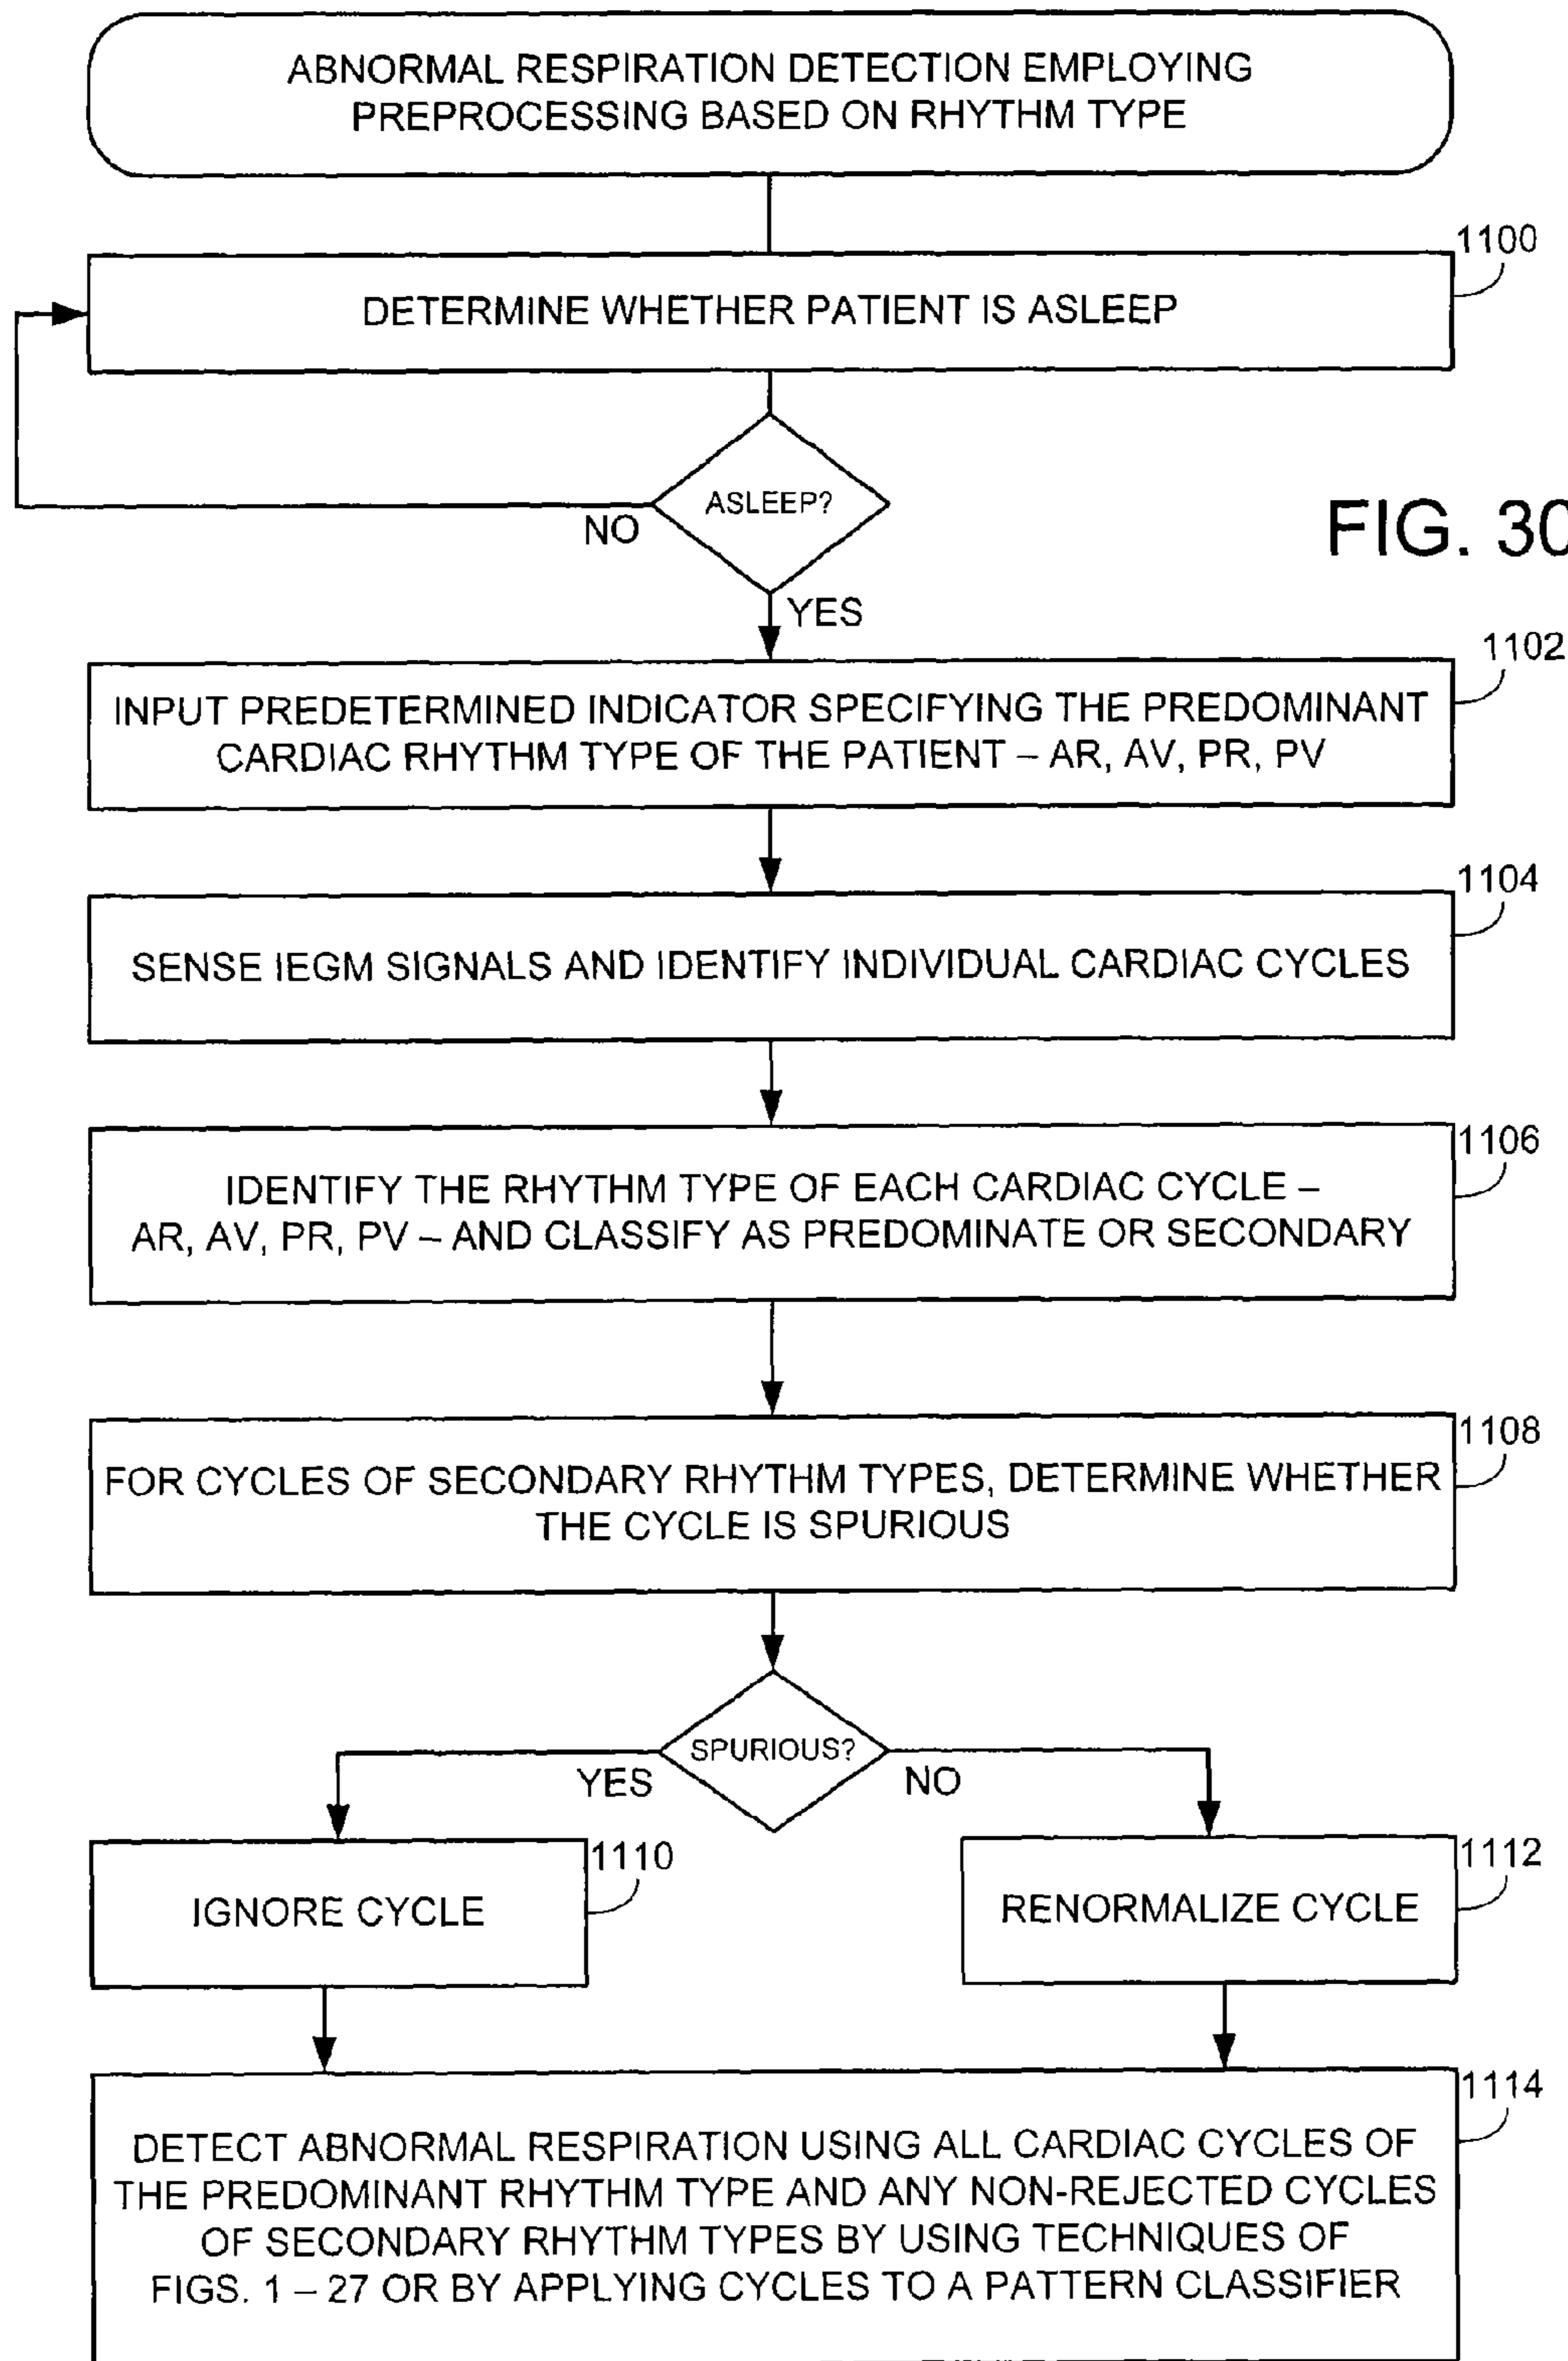 ABNORMAL RESPIRATION DETECTION EMPLOYING
PREPROCESSING BASED ON RHYTHM TYPE
1100
DETERMINE WHETHER PATIENT IS ASLEEP
ASLEEP?
NO
FIG. 30
YES
1102
INPUT PREDETERMINED INDICATOR SPECIFYING THE PREDOMINANT
CARDIAC RHYTHM TYPE OF THE PATIENT – AR, AV, PR, PV
1104
SENSE IEGM SIGNALS AND IDENTIFY INDIVIDUAL CARDIAC CYCLES
1106
IDENTIFY THE RHYTHM TYPE OF EACH CARDIAC CYCLE –
AR, AV, PR, PV – AND CLASSIFY AS PREDOMINATE OR SECONDARY
1108
FOR CYCLES OF SECONDARY RHYTHM TYPES, DETERMINE WHETHER
THE CYCLE IS SPURIOUS
SPURIOUS?
YES
NO
1110
IGNORE CYCLE
1112
RENORMALIZE CYCLE
1114
DETECT ABNORMAL RESPIRATION USING ALL CARDIAC CYCLES OF
THE PREDOMINANT RHYTHM TYPE AND ANY NON-REJECTED CYCLES
OF SECONDARY RHYTHM TYPES BY USING TECHNIQUES OF
FIGS. 1 – 27 OR BY APPLYING CYCLES TO A PATTERN CLASSIFIER